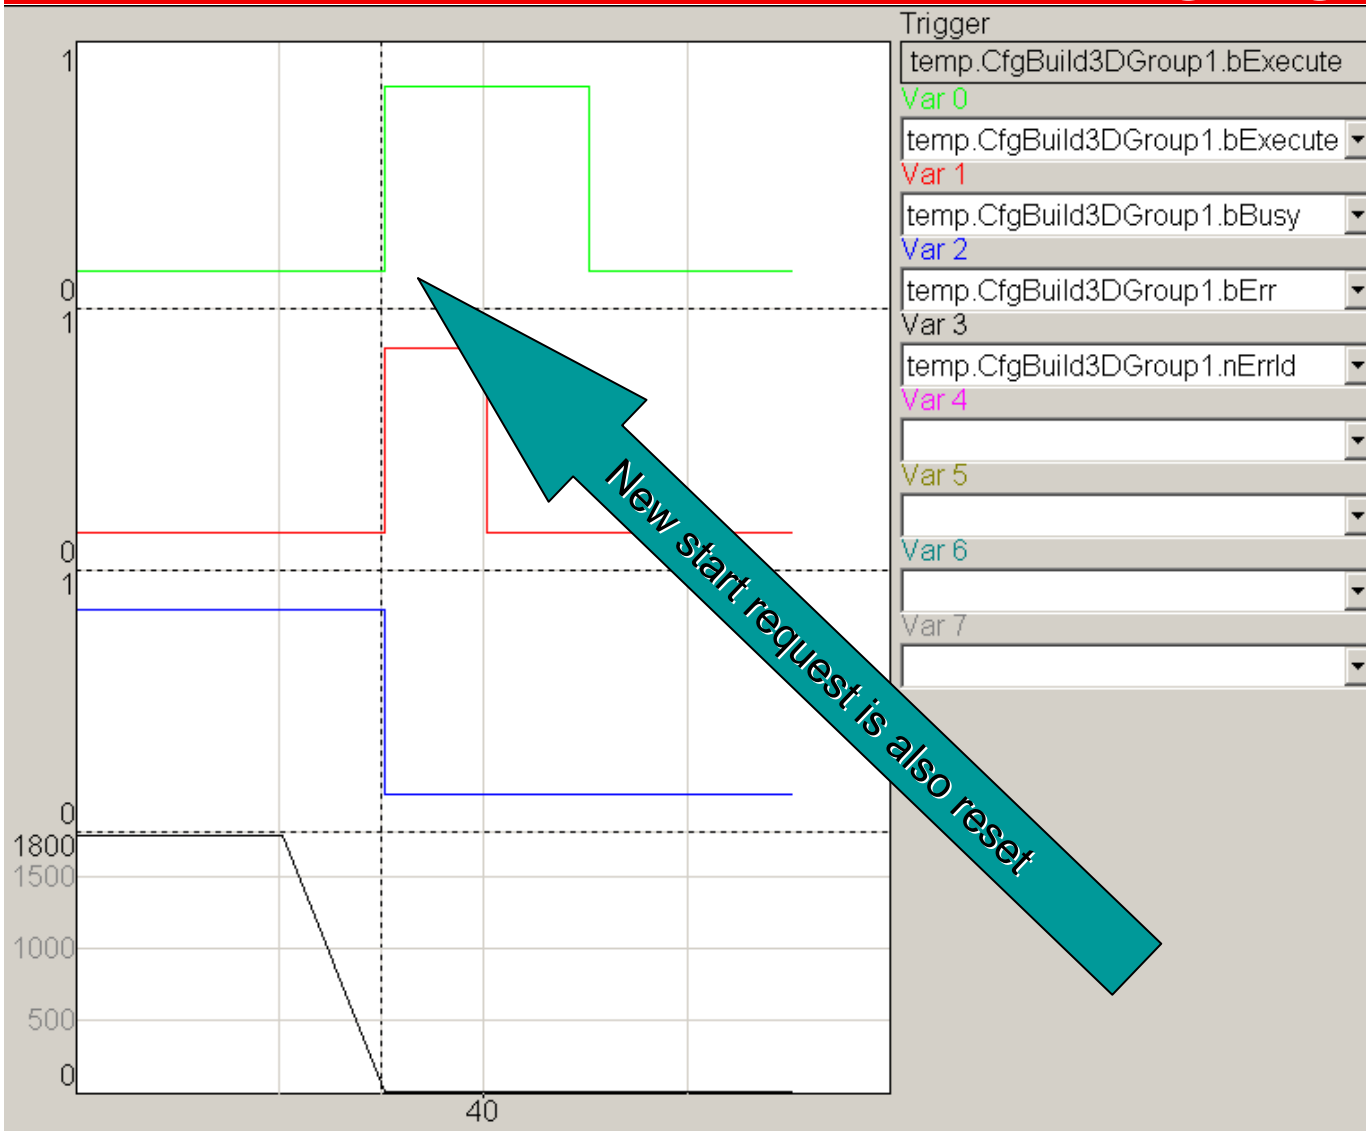 Trigger
temp.CfgBuild3DGroup1.bExecute
Var 0
temp.CfgBuild3DGroup1.bExecute
Var 1
temp.CfgBuild3DGroup1.bBusy
Var 2
temp.CfgBuild3DGroup1.bErr
Var 3
temp.CfgBuild3DGroup1.nErrId
Var 4
Var 5
Var 6
Var 7
1
0
1
0
1
0
1800
1500
1000
500
0
40
New start request is also reset